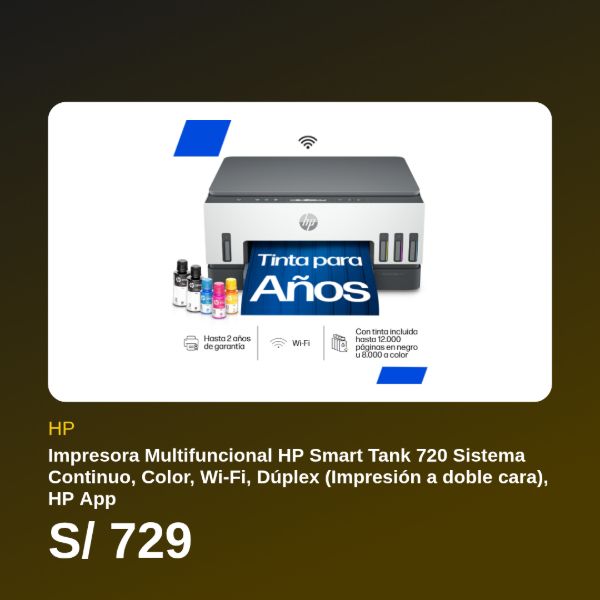 hp
Tinta para
Años
Hasta 2 años
de garantía
Wi-Fi
Con tinta incluida
hasta 12.000
páginas en negro
u 8.000 a color
HP
Impresora Multifuncional HP Smart Tank 720 Sistema
Continuo, Color, Wi-Fi, Dúplex (Impresión a doble cara),
HP App
S/ 729